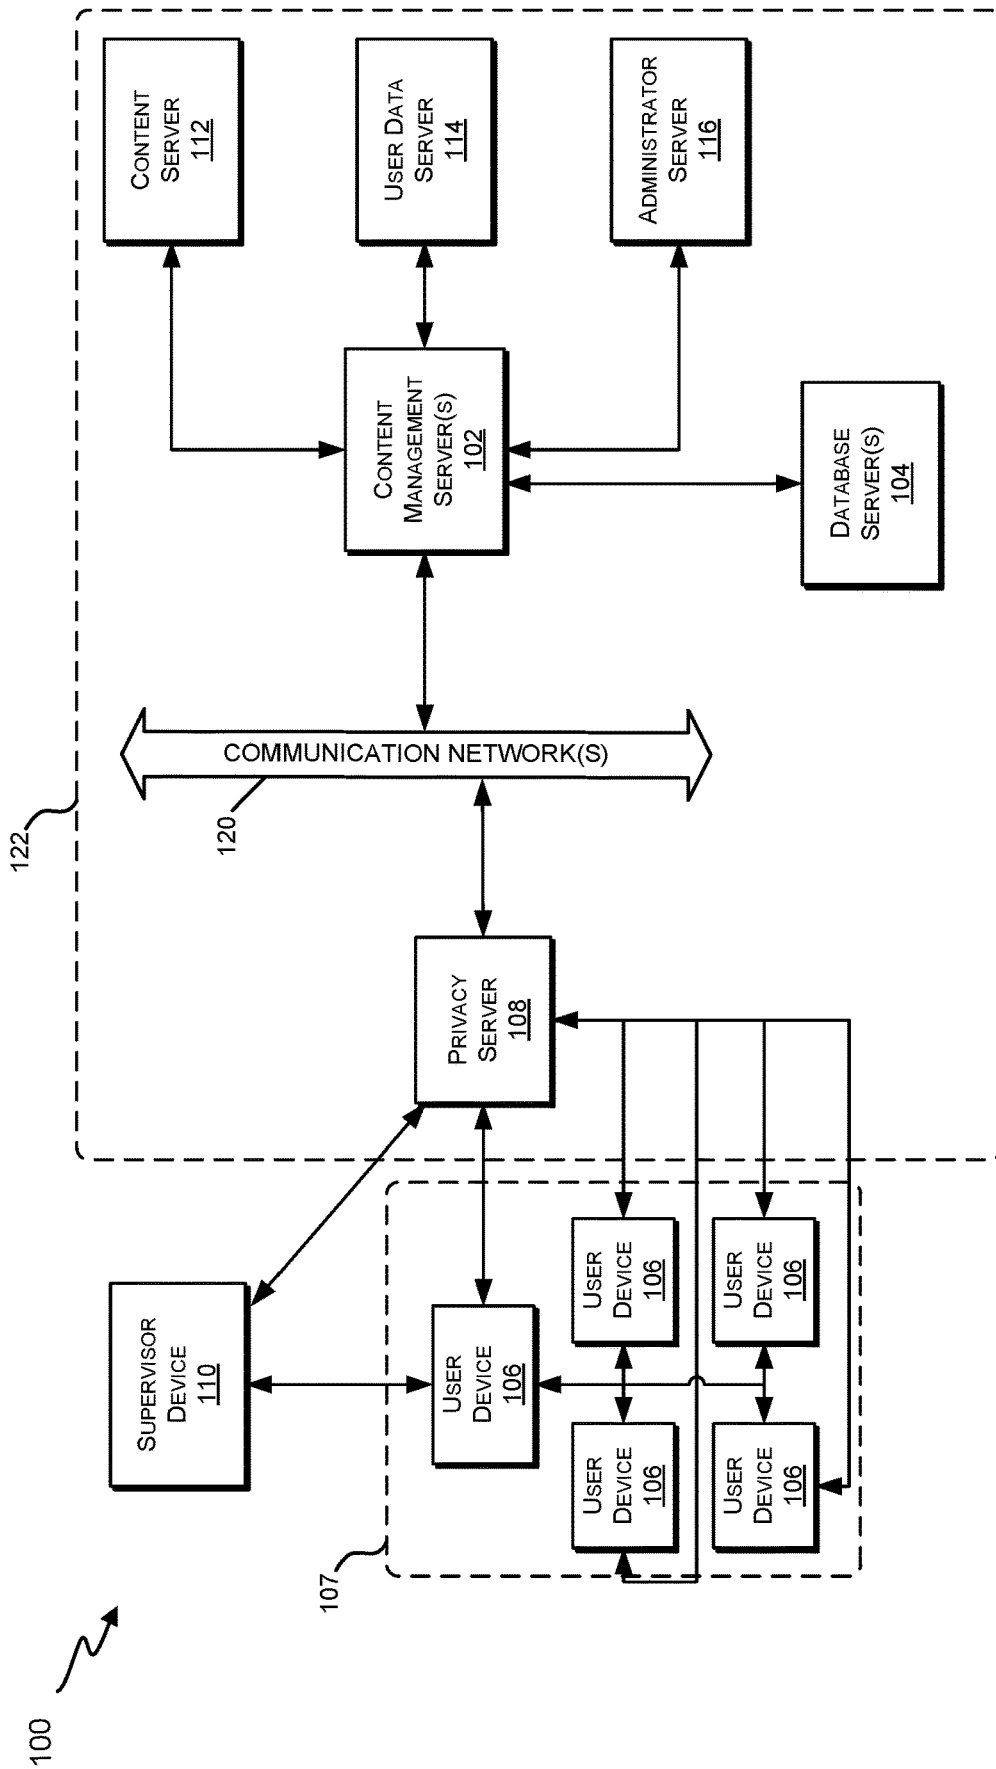 100
122
107
SUPERVISOR
DEVICE
110
CONTENT
SERVER
112
USER DATA
SERVER
114
ADMINISTRATOR
SERVER
116
CONTENT
MANAGEMENT
SERVER(S)
102
DATABASE
SERVER(S)
104
COMMUNICATION NETWORK(S)
120
PRIVACY
SERVER
108
USER
DEVICE
106
USER
DEVICE
106
USER
DEVICE
106
USER
DEVICE
106
USER
DEVICE
106